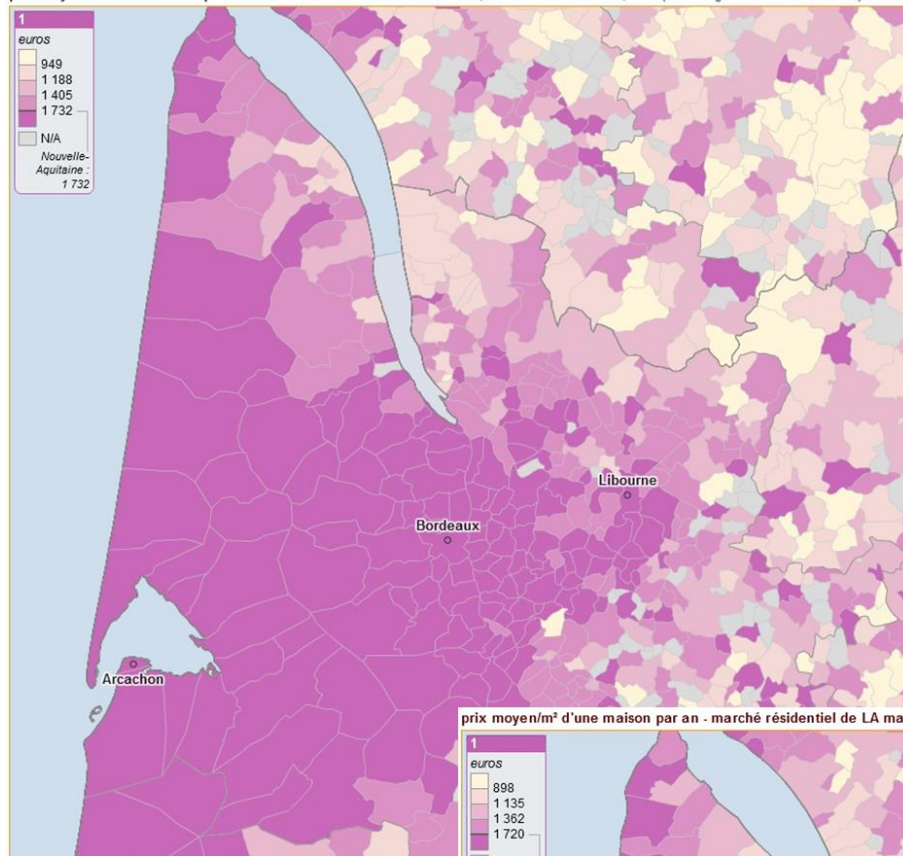 1
euros
949
1 188
1 405
1 732
N/A
Nouvelle-
Aquitaine :
1 732
Libourne
Bordeaux
Arcachon
prix moyen/m² d'une maison par an - marché résidentiel de LA ma
1
euros
898
1 135
1 362
1 720